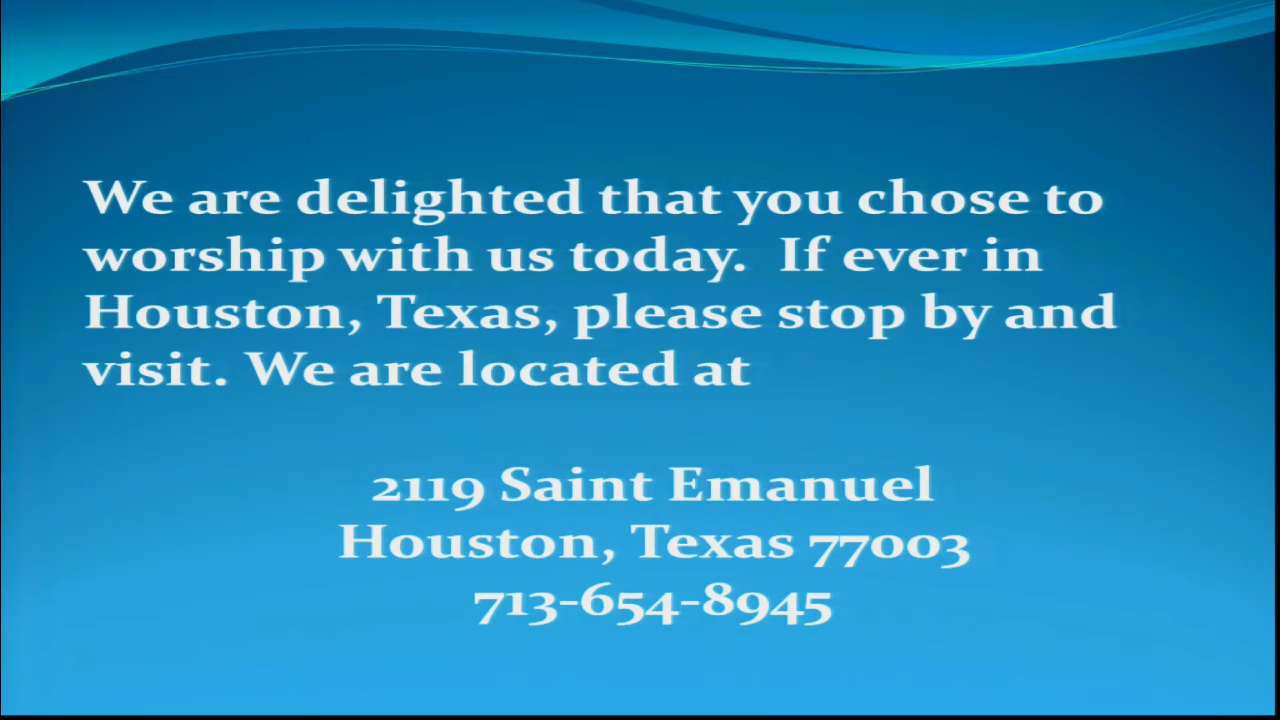 We are delighted that you chose to
worship with us today.  If ever in
Houston, Texas, please stop by and
visit. We are located at
2119 Saint Emanuel
Houston, Texas 77003
713-654-8945